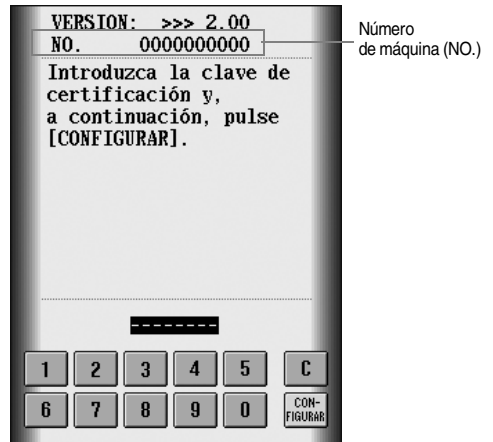 VERSION: >>> 2.00
NO. 0000000000
Número
de máquina (NO.)
Introduzca la clave de
certificación y,
a continuación, pulse
[CONFIGURAR].
--------
1 2 3 4 5 C
6 7 8 9 0 CON-
FIGURAR